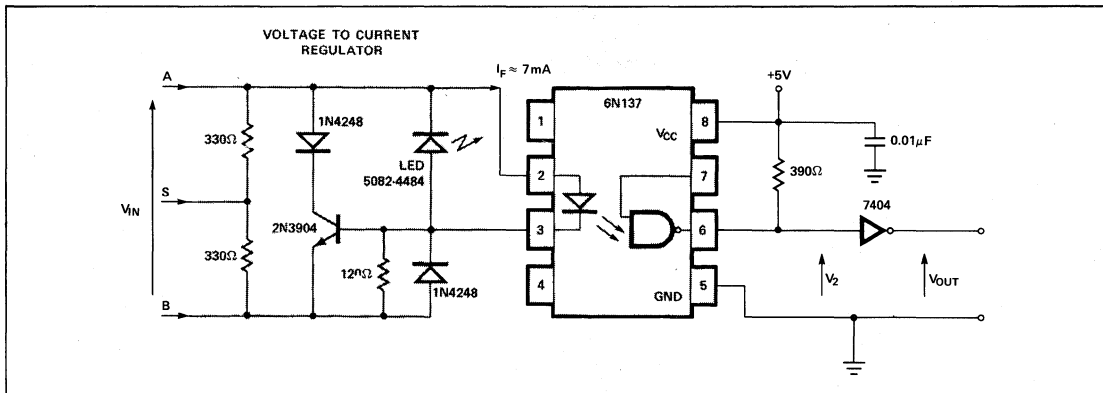 VOLTAGE TO CURRENT
REGULATOR
A
I_F ≈ 7mA
6N137
+5V
1
8
V_CC
0.01μF
330Ω
1N4248
LED
5082-4484
2
7
390Ω
S
V_IN
2N3904
3
6
7404
330Ω
120Ω
1N4248
4
5
GND
V_2
V_OUT
B